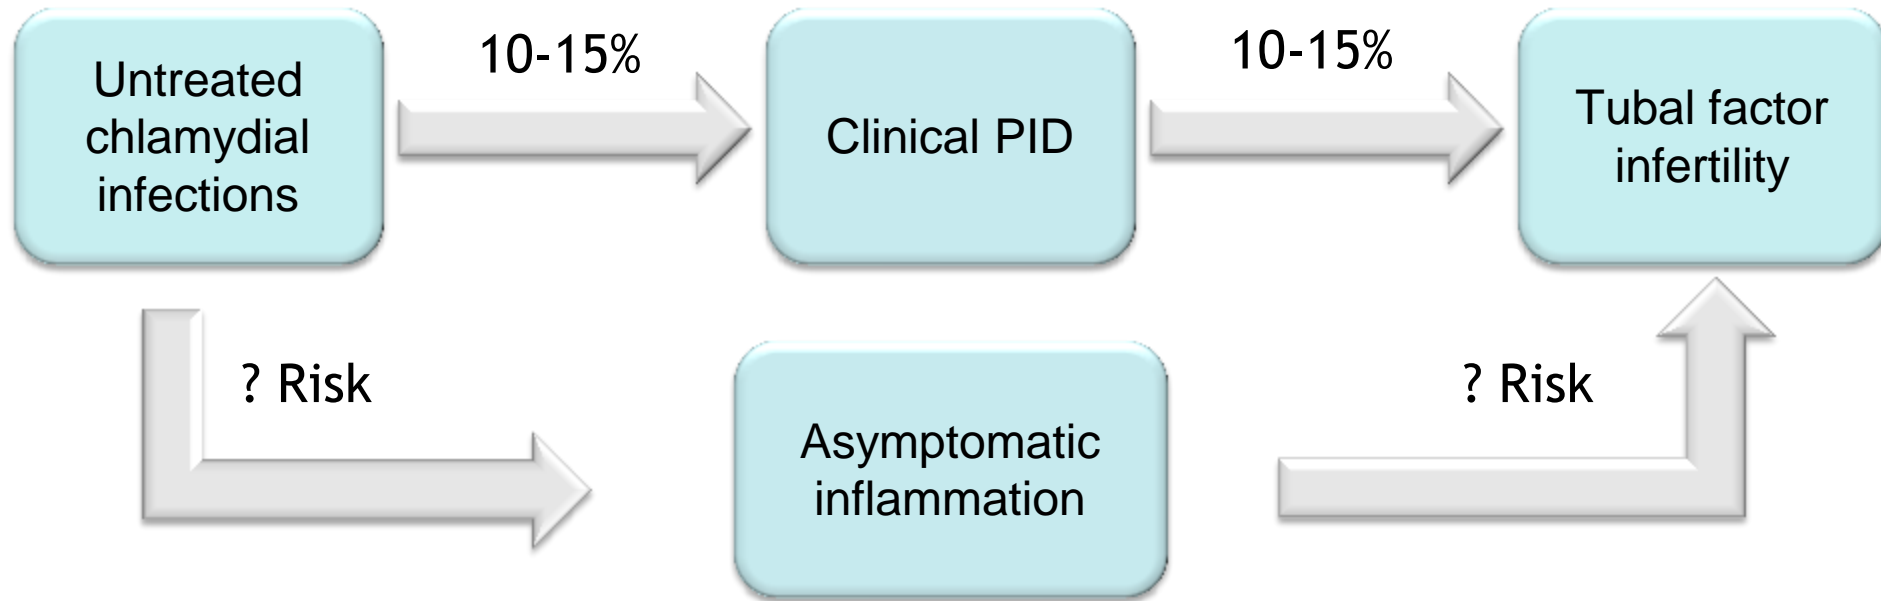 Untreated
chlamydial
infections
10-15%
Clinical PID
10-15%
Tubal factor
infertility
? Risk
Asymptomatic
inflammation
? Risk